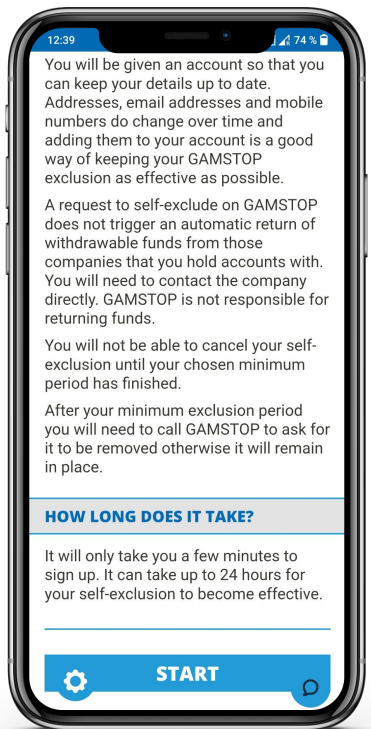 12:39
74 %
You will be given an account so that you
can keep your details up to date.
Addresses, email addresses and mobile
numbers do change over time and
adding them to your account is a good
way of keeping your GAMSTOP
exclusion as effective as possible.
A request to self-exclude on GAMSTOP
does not trigger an automatic return of
withdrawable funds from those
companies that you hold accounts with.
You will need to contact the company
directly. GAMSTOP is not responsible for
returning funds.
You will not be able to cancel your self-
exclusion until your chosen minimum
period has finished.
After your minimum exclusion period
you will need to call GAMSTOP to ask for
it to be removed otherwise it will remain
in place.
HOW LONG DOES IT TAKE?
It will only take you a few minutes to
sign up. It can take up to 24 hours for
your self-exclusion to become effective.
START